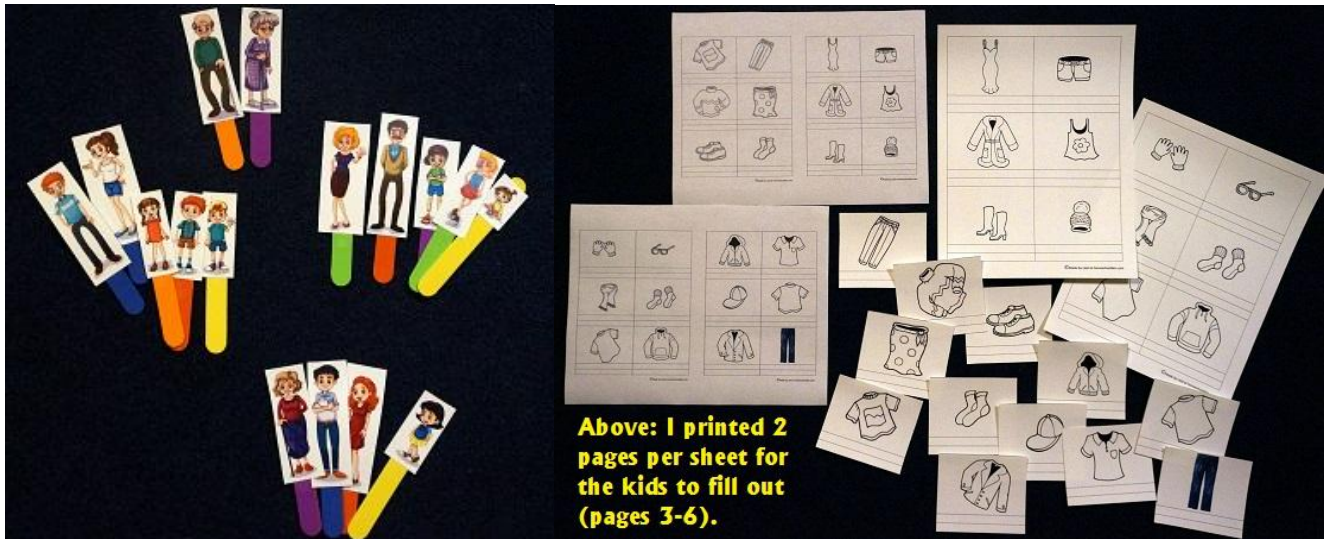 Above: I printed 2
pages per sheet for
the kids to fill out
(pages 3-6).